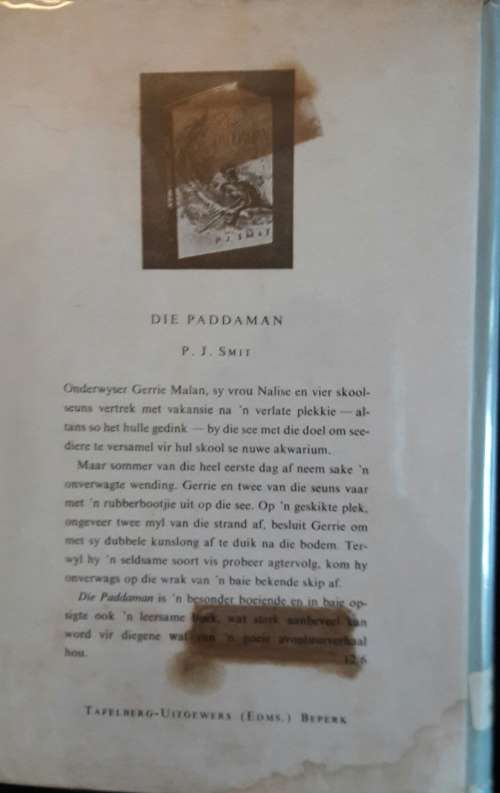 P. J. SMIT
DIE PADDAMAN
P. J. SMIT
Onderwyser Gerrie Malan, sy vrou Nalise en vier skool-
seuns vertrek met vakansie na 'n verlate plekkie — al-
tans so het hulle gedink — by die see met die doel om see-
diere te versamel vir hul skool se nuwe akwarium.
Maar sommer van die heel eerste dag af neem sake 'n
onverwagte wending. Gerrie en twee van die seuns vaar
met 'n rubberbootjie uit op die see. Op 'n geskikte plek,
ongeveer twee myl van die strand af, besluit Gerrie om
met sy dubbele kunslong af te duik na die bodem. Ter-
wyl hy 'n seldsame soort vis probeer agtervolg, kom hy
onverwags op die wrak van 'n baie bekende skip af.
Die Paddaman is 'n besonder boeiende en in baie op-
sigte ook 'n leersame boek, wat sterk aanbeveel kan
word vir diegene wat van 'n goeie avontuurverhaal
hou. 12/6
TAFELBERG-UITGEWERS (EDMS.) BEPERK